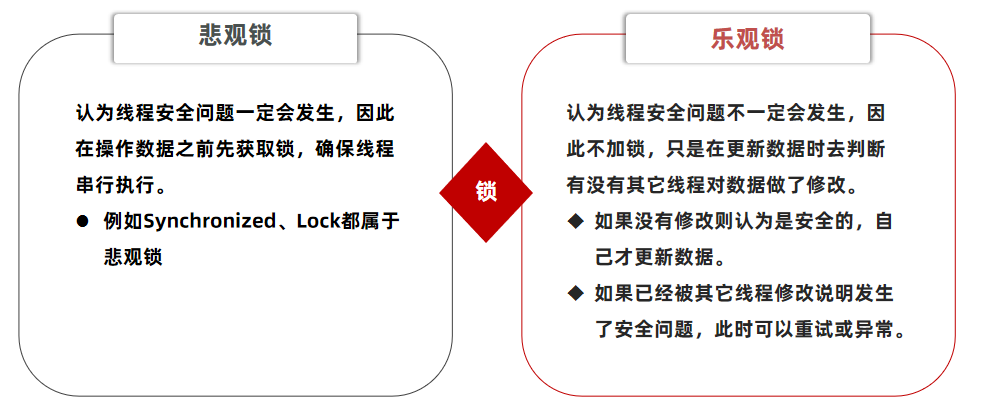 悲观锁
认为线程安全问题一定会发生，因此
在操作数据之前先获取锁，确保线程
串行执行。
● 例如Synchronized、Lock都属于
悲观锁
锁
乐观锁
认为线程安全问题不一定会发生，因
此不加锁，只是在更新数据时去判断
有没有其它线程对数据做了修改。
◆ 如果没有修改则认为是安全的，自
己才更新数据。
◆ 如果已经被其它线程修改说明发生
了安全问题，此时可以重试或异常。